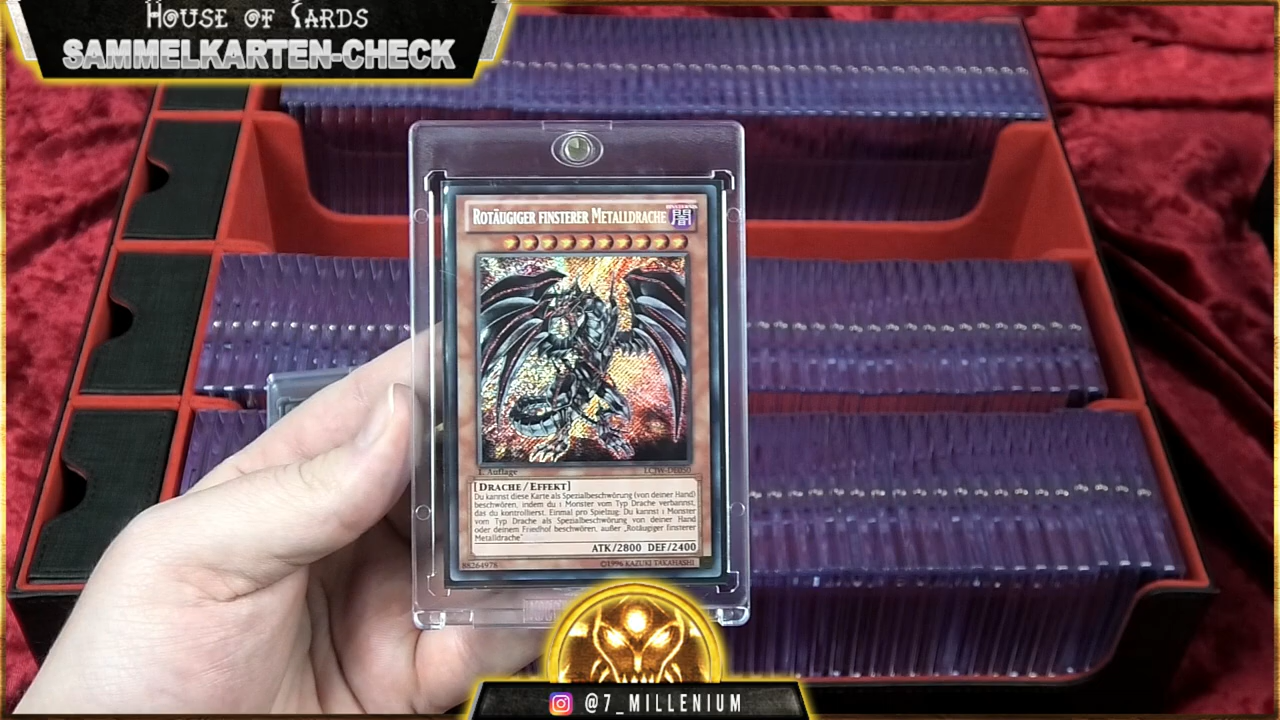 House of Cards
SAMMELKARTEN-CHECK
Rotäugiger finsterer Metalldrache
闇
1. Auflage
LCJW-DE050
[Drache/Effekt]
Du kannst diese Karte als Spezialbeschwörung (von deiner Hand)
beschwören, indem du 1 Monster vom Typ Drache verbannst,
das du kontrollierst. Einmal pro Spielzug: Du kannst 1 Monster
vom Typ Drache als Spezialbeschwörung von deiner Hand
oder deinem Friedhof beschwören, außer „Rotäugiger finsterer
Metalldrache“
ATK/2800 DEF/2400
88264978
©1996 KAZUKI TAKAHASHI
@7_MILLENIUM